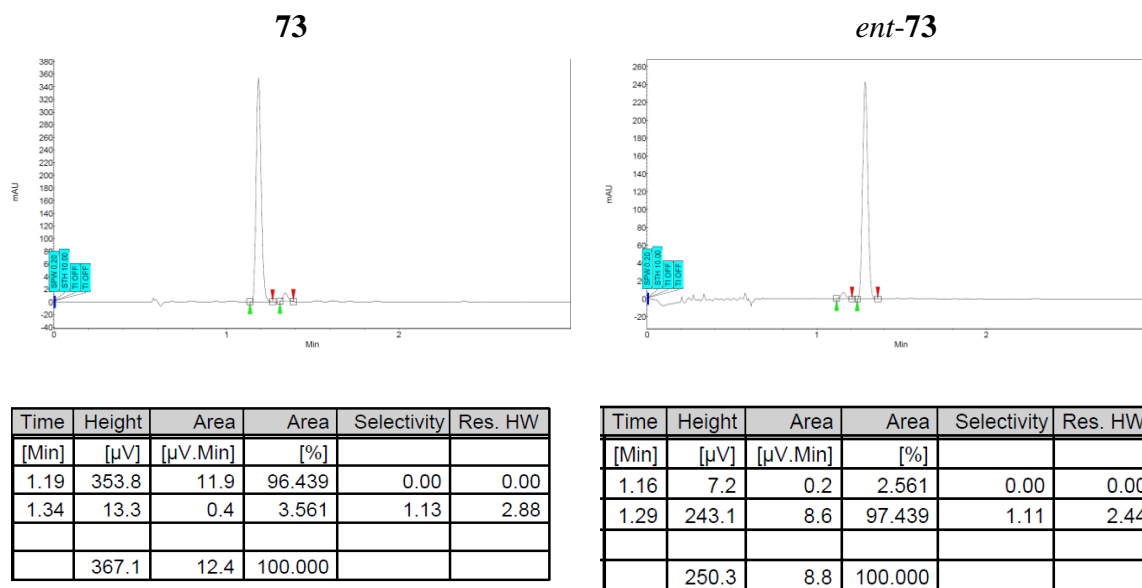 73
ent-73
380
360
340
320
300
280
260
240
220
200
180
160
140
120
100
80
60
40
20
0
-20
-40
mAU
SPW 0.20
STH 10.00
TI OFF
TI OFF
0 1 2
Min
260
240
220
200
180
160
140
120
100
80
60
40
20
0
-20
mAU
SPW 0.20
STH 10.00
TI OFF
TI OFF
0 1 2
Min
Time Height Area Area Selectivity Res. HW
[Min] [µV] [µV.Min] [%]
1.19 353.8 11.9 96.439 0.00 0.00
1.34 13.3 0.4 3.561 1.13 2.88
367.1 12.4 100.000
Time Height Area Area Selectivity Res. HW
[Min] [µV] [µV.Min] [%]
1.16 7.2 0.2 2.561 0.00 0.00
1.29 243.1 8.6 97.439 1.11 2.44
250.3 8.8 100.000